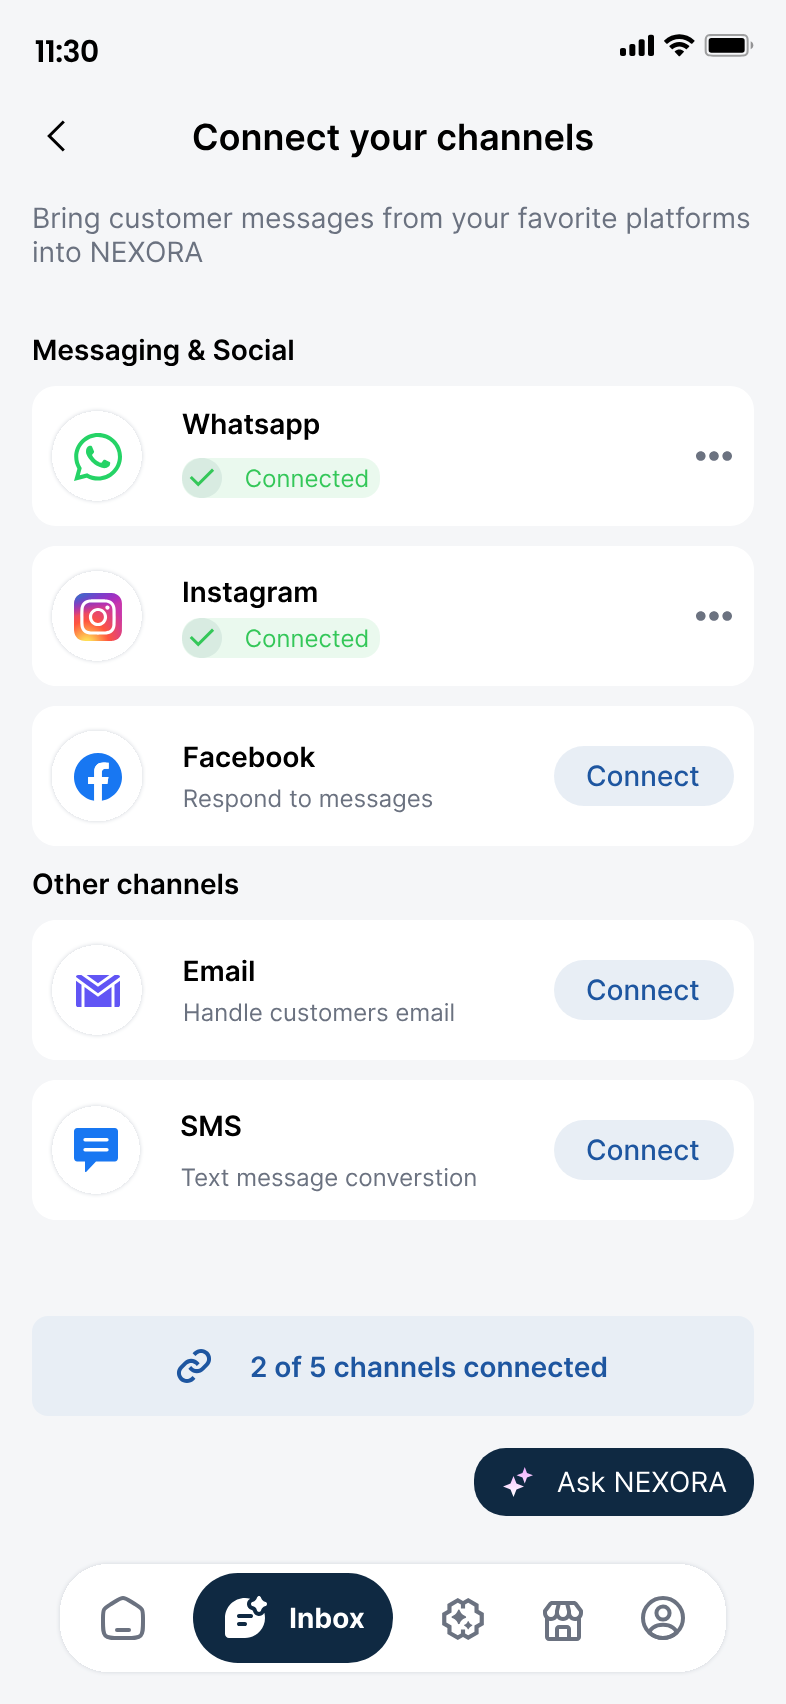 11:30
Connect your channels
Bring customer messages from your favorite platforms
into NEXORA
Messaging & Social
Whatsapp
Connected
Instagram
Connected
Facebook
Respond to messages
Connect
Other channels
Email
Handle customers email
Connect
SMS
Text message converstion
Connect
2 of 5 channels connected
Ask NEXORA
Inbox